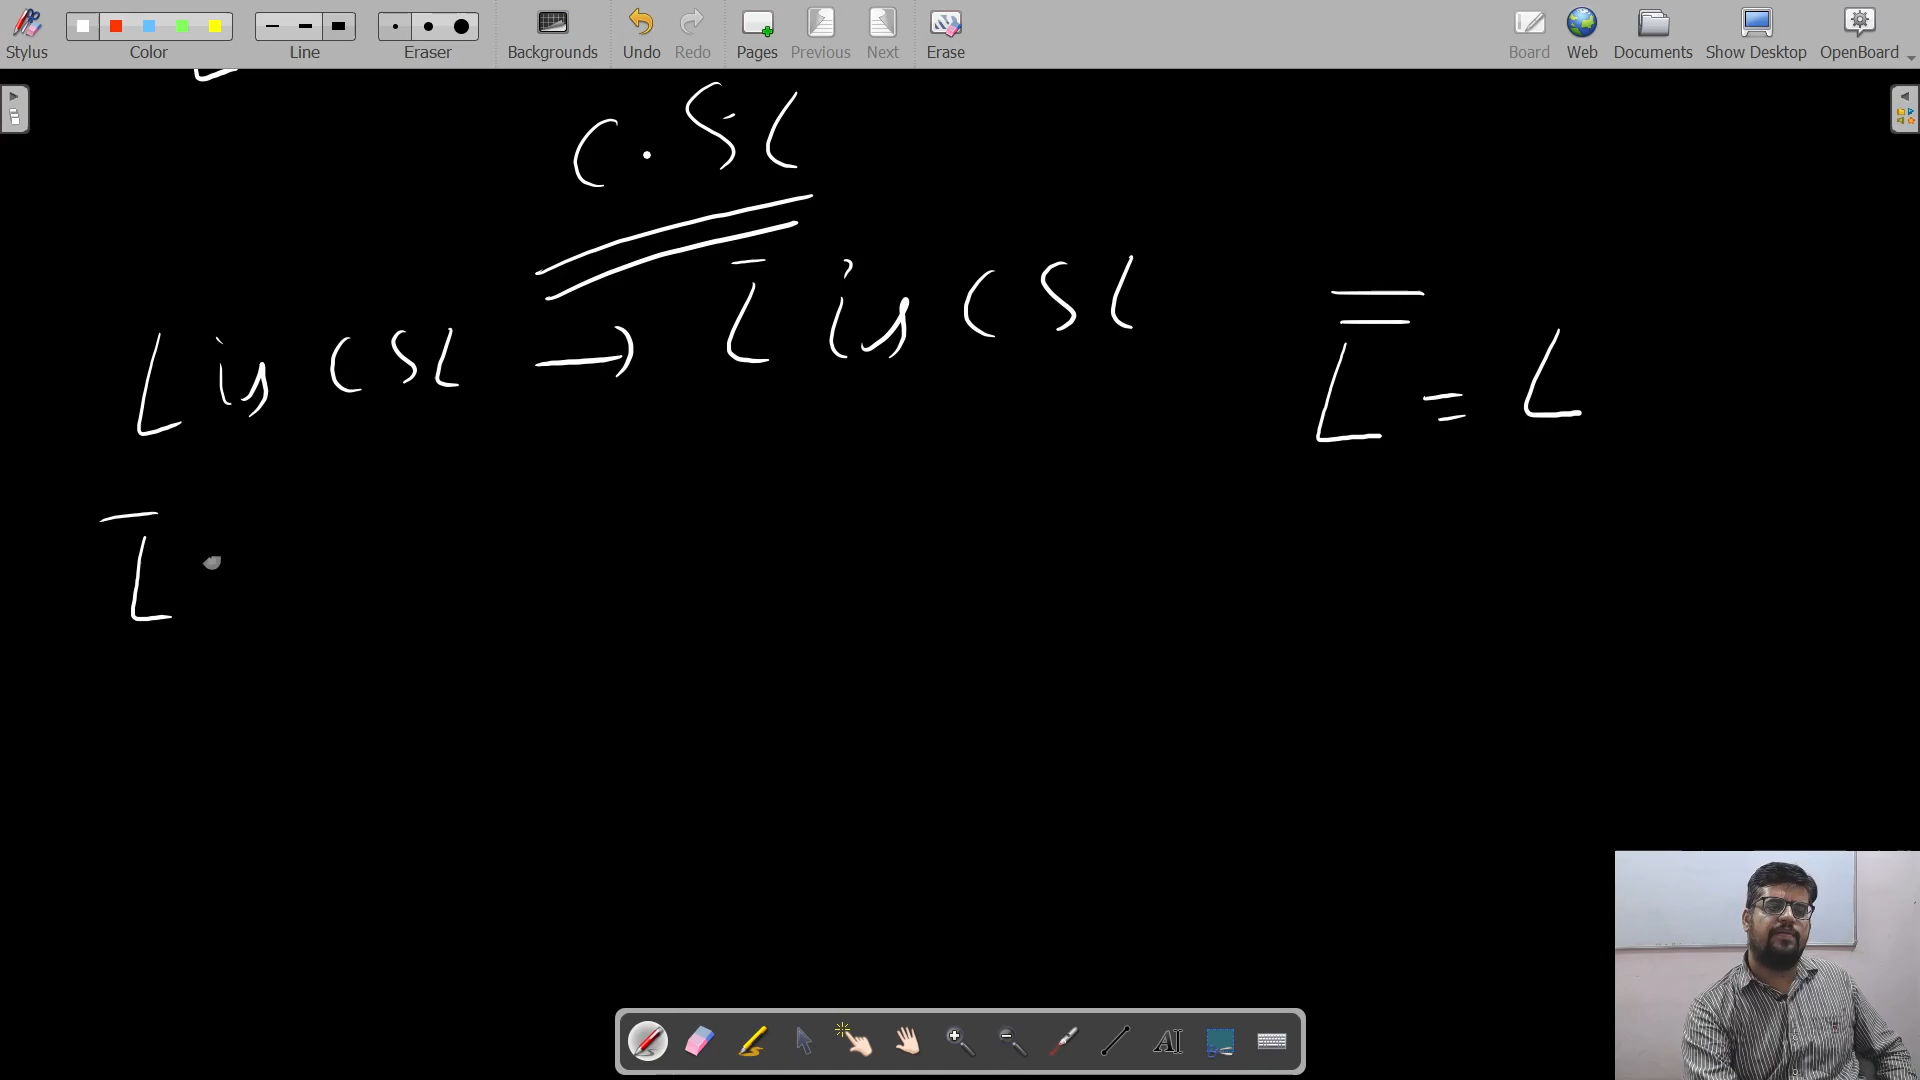 Stylus Color Line Eraser Backgrounds Undo Redo Pages Previous Next Erase Board Web Documents Show Desktop OpenBoard
C.SL
L is CSL → L̅ is CSL
L̿ = L
L̅